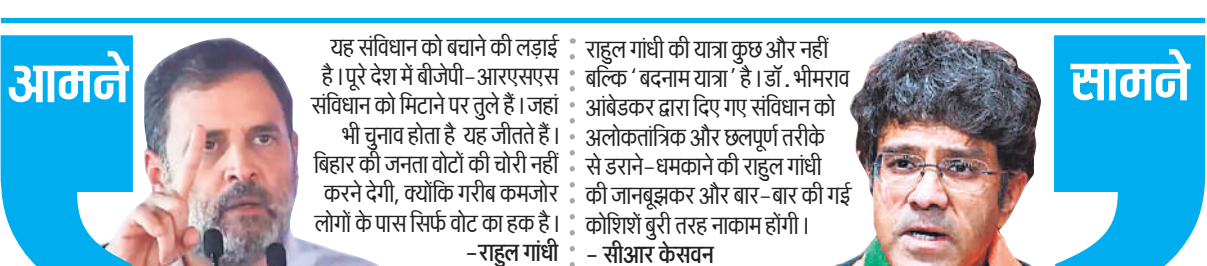 आमने
यह संविधान को बचाने की लड़ाई
है। पूरे देश में बीजेपी-आरएसएस
संविधान को मिटाने पर तुले हैं। जहां
भी चुनाव होता है यह जीतते हैं।
बिहार की जनता वोटों की चोरी नहीं
करने देगी, क्योंकि गरीब कमजोर
लोगों के पास सिर्फ वोट का हक है।
-राहुल गांधी
राहुल गांधी की यात्रा कुछ और नहीं
बल्कि ‘बदनाम यात्रा’ है। डॉ. भीमराव
आंबेडकर द्वारा दिए गए संविधान को
अलोकतांत्रिक और छलपूर्ण तरीके
से डराने-धमकाने की राहुल गांधी
की जानबूझकर और बार-बार की गई
कोशिशें बुरी तरह नाकाम होंगी।
- सीआर केसवन
सामने